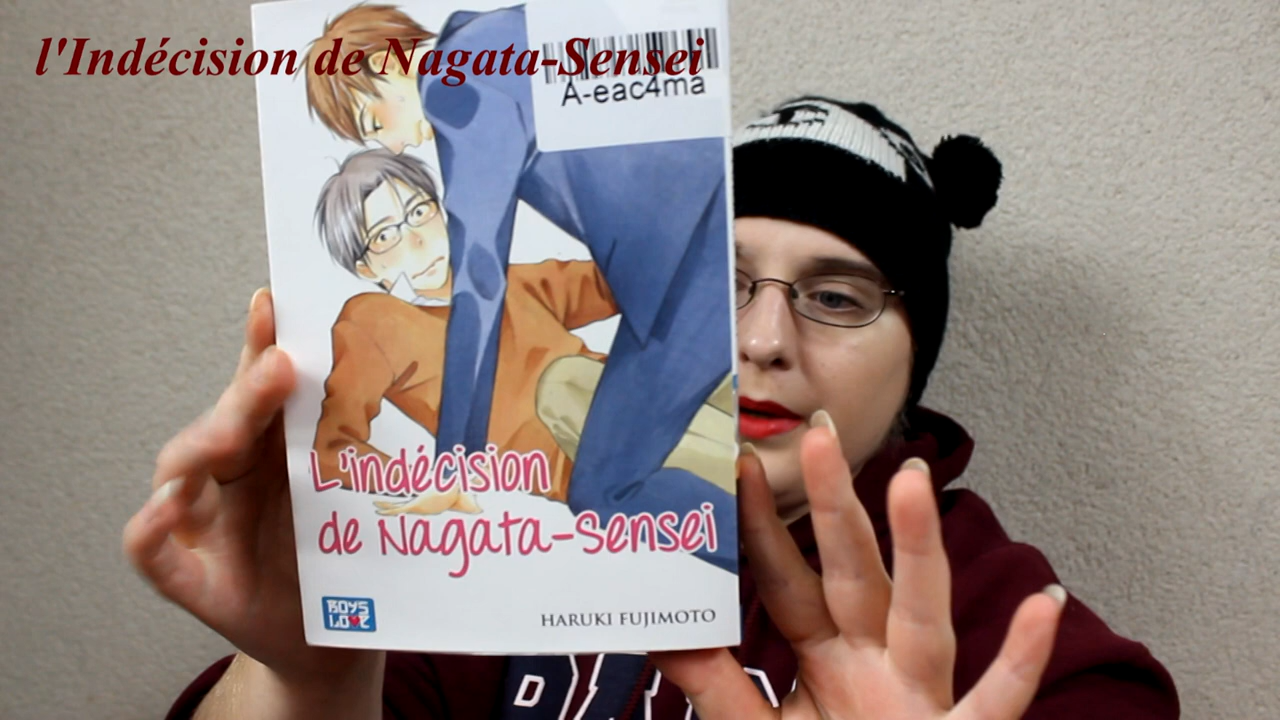 l'Indécision de Nagata-Sensei
A-eac4ma
L'indécision
de Nagata-Sensei
BOYS
LOVE
HARUKI FUJIMOTO